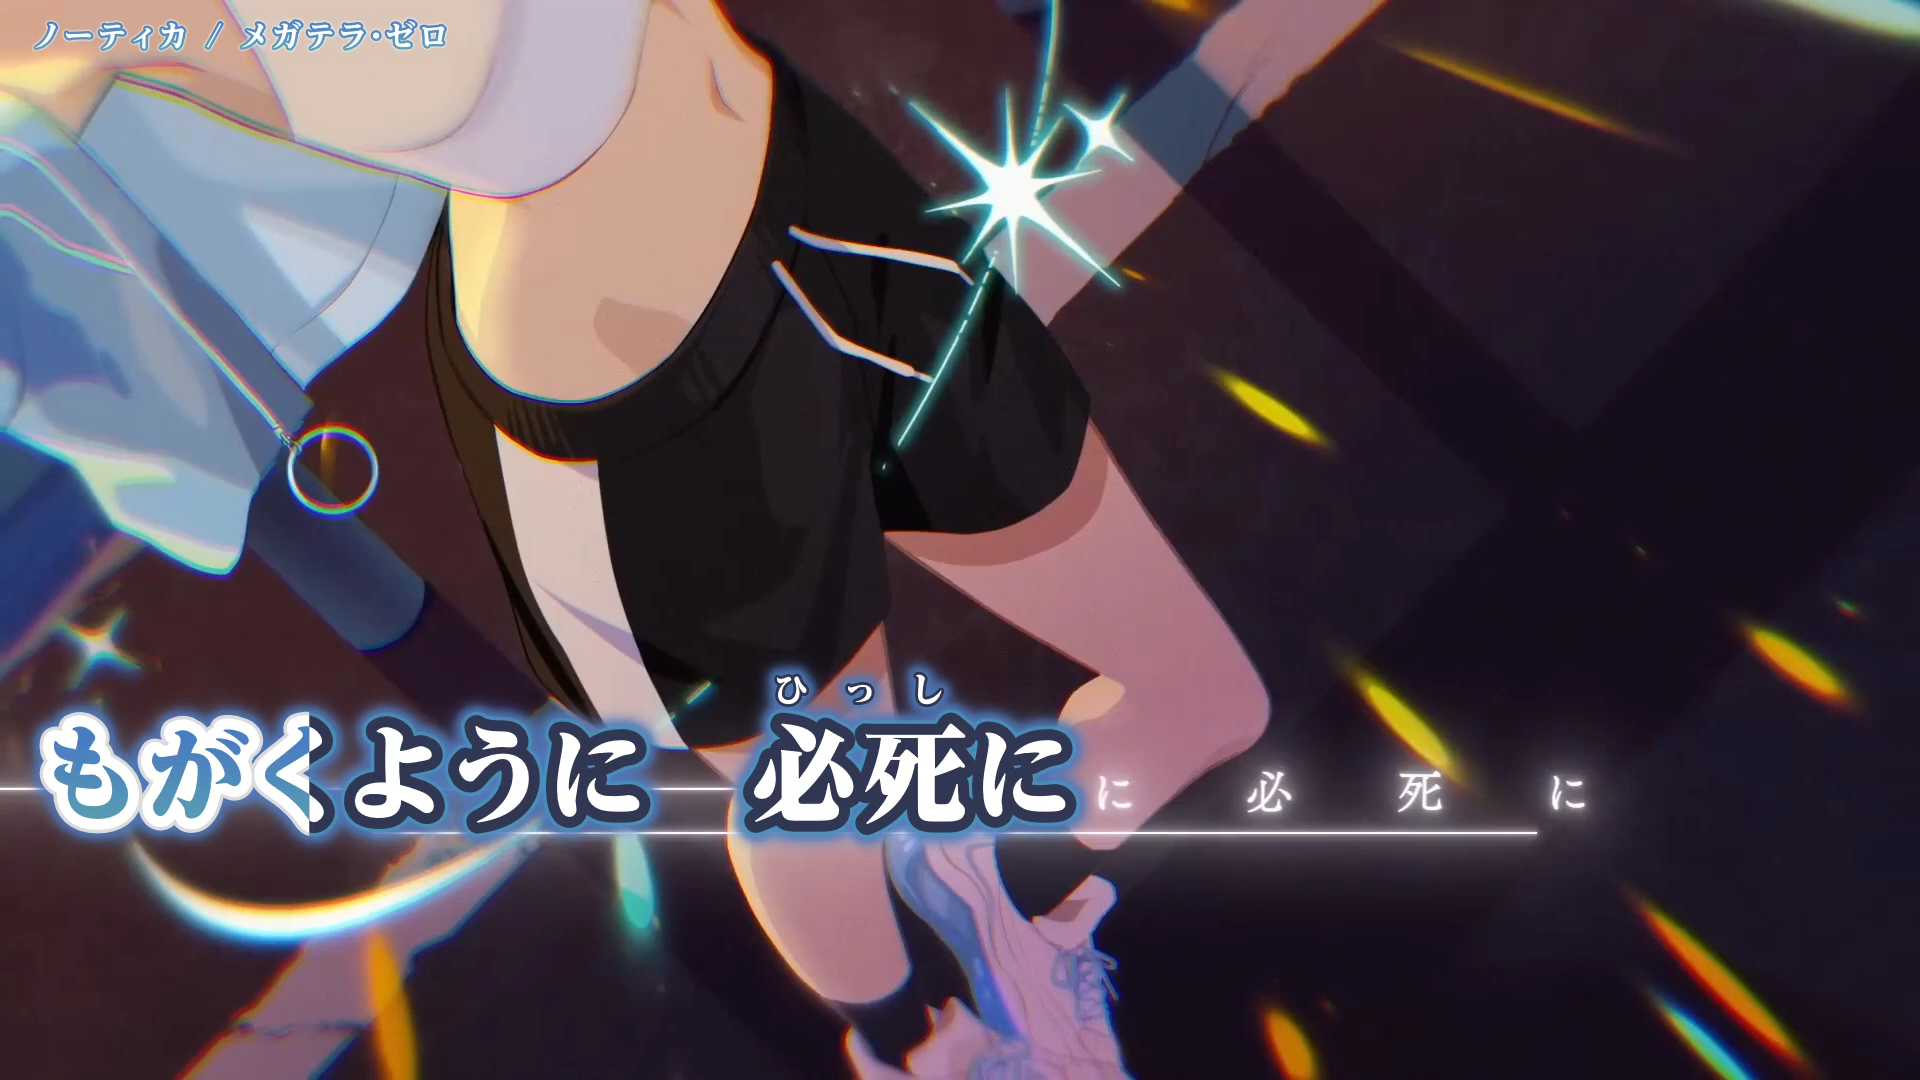 ノーティカ / メガテラ・ゼロ
ひっし
もがくように 必死に
に 必 死 に